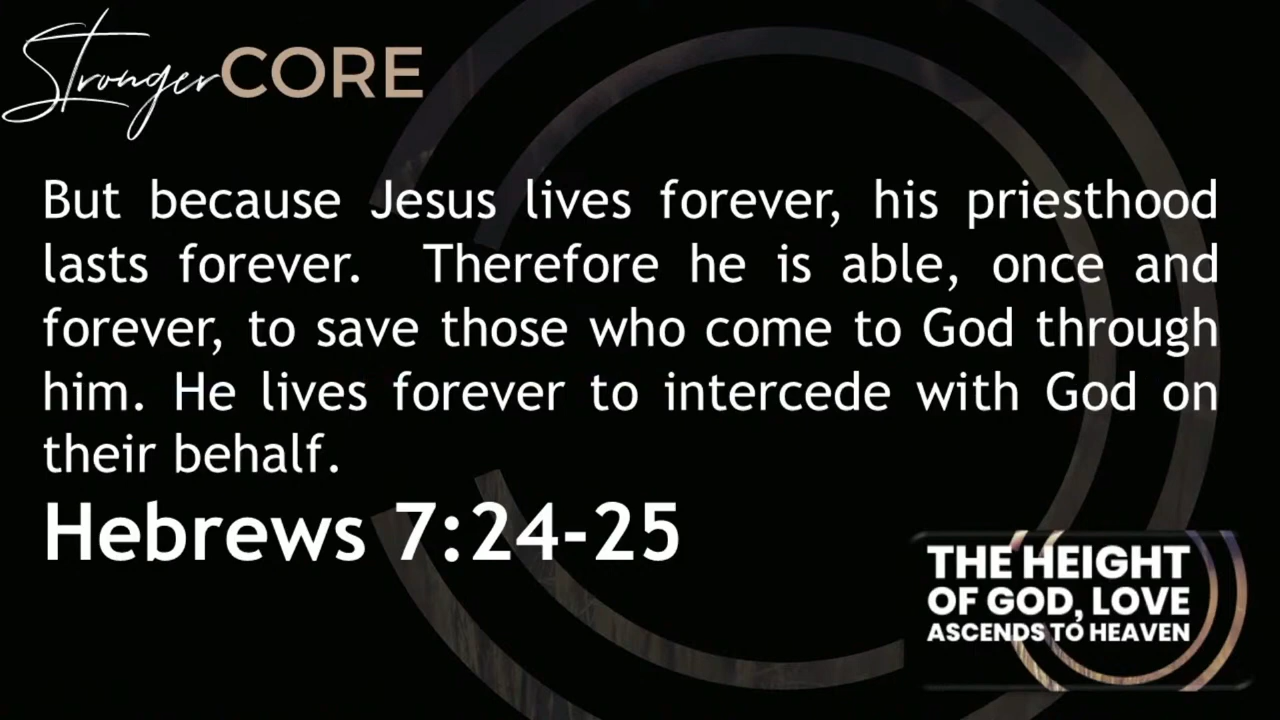 Stronger CORE
But because Jesus lives forever, his priesthood
lasts forever.  Therefore he is able, once and
forever, to save those who come to God through
him. He lives forever to intercede with God on
their behalf.
Hebrews 7:24-25
THE HEIGHT
OF GOD, LOVE
ASCENDS TO HEAVEN